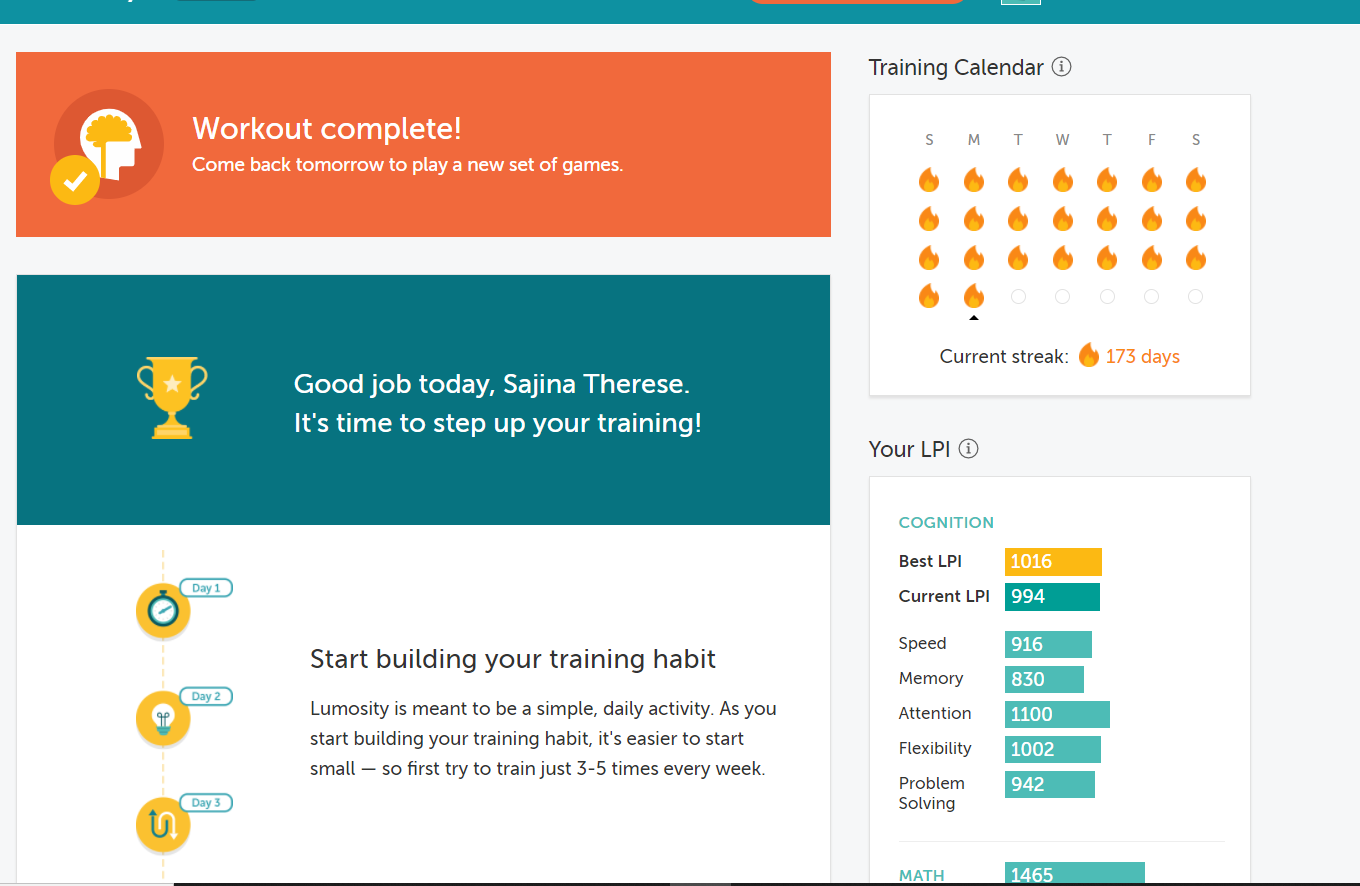 Workout complete!
Come back tomorrow to play a new set of games.
Good job today, Sajina Therese.
It's time to step up your training!
Day 1
Day 2
Day 3
Start building your training habit
Lumosity is meant to be a simple, daily activity. As you
start building your training habit, it's easier to start
small — so first try to train just 3-5 times every week.
Training Calendar
S M T W T F S
Current streak: 173 days
Your LPI
COGNITION
Best LPI 1016
Current LPI 994
Speed 916
Memory 830
Attention 1100
Flexibility 1002
Problem 942
Solving
MATH 1465